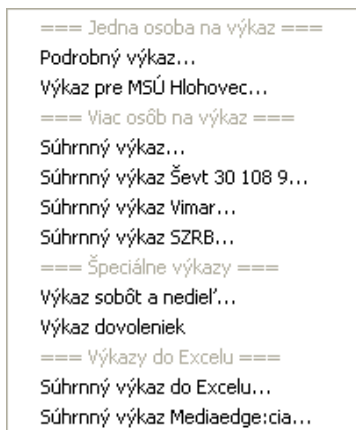 === Jedna osoba na výkaz ===
Podrobný výkaz...
Výkaz pre MSÚ Hlohovec...
=== Viac osôb na výkaz ===
Súhrnný výkaz...
Súhrnný výkaz Ševt 30 108 9...
Súhrnný výkaz Vimar...
Súhrnný výkaz SZRB...
=== Špeciálne výkazy ===
Výkaz sobôt a nedieľ...
Výkaz dovoleniek
=== Výkazy do Excelu ===
Súhrnný výkaz do Excelu...
Súhrnný výkaz Mediaedge:cia...